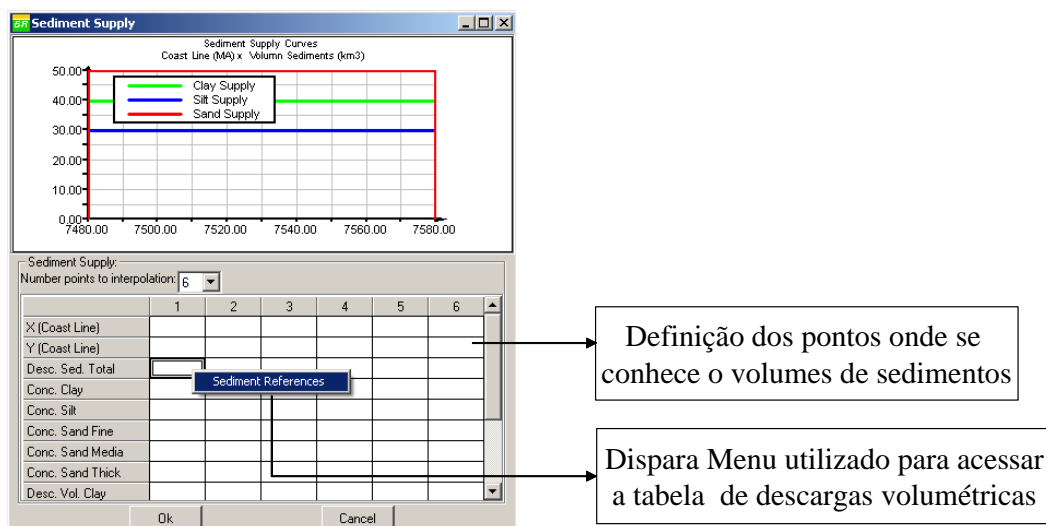 SR Sediment Supply
Sediment Supply Curves
Coast Line (MA) x Volumn Sediments (km3)
50.00
40.00
30.00
20.00
10.00
0.00
Clay Supply
Silt Supply
Sand Supply
7480.00 7500.00 7520.00 7540.00 7560.00 7580.00
Sediment Supply:
Number points to interpolation: 6
1 2 3 4 5 6
X (Coast Line)
Y (Coast Line)
Desc. Sed. Total
Sediment References
Conc. Clay
Conc. Silt
Conc. Sand Fine
Conc. Sand Media
Conc. Sand Thick
Desc. Vol. Clay
Ok Cancel
Definição dos pontos onde se
conhece o volumes de sedimentos
Dispara Menu utilizado para acessar
a tabela de descargas volumétricas